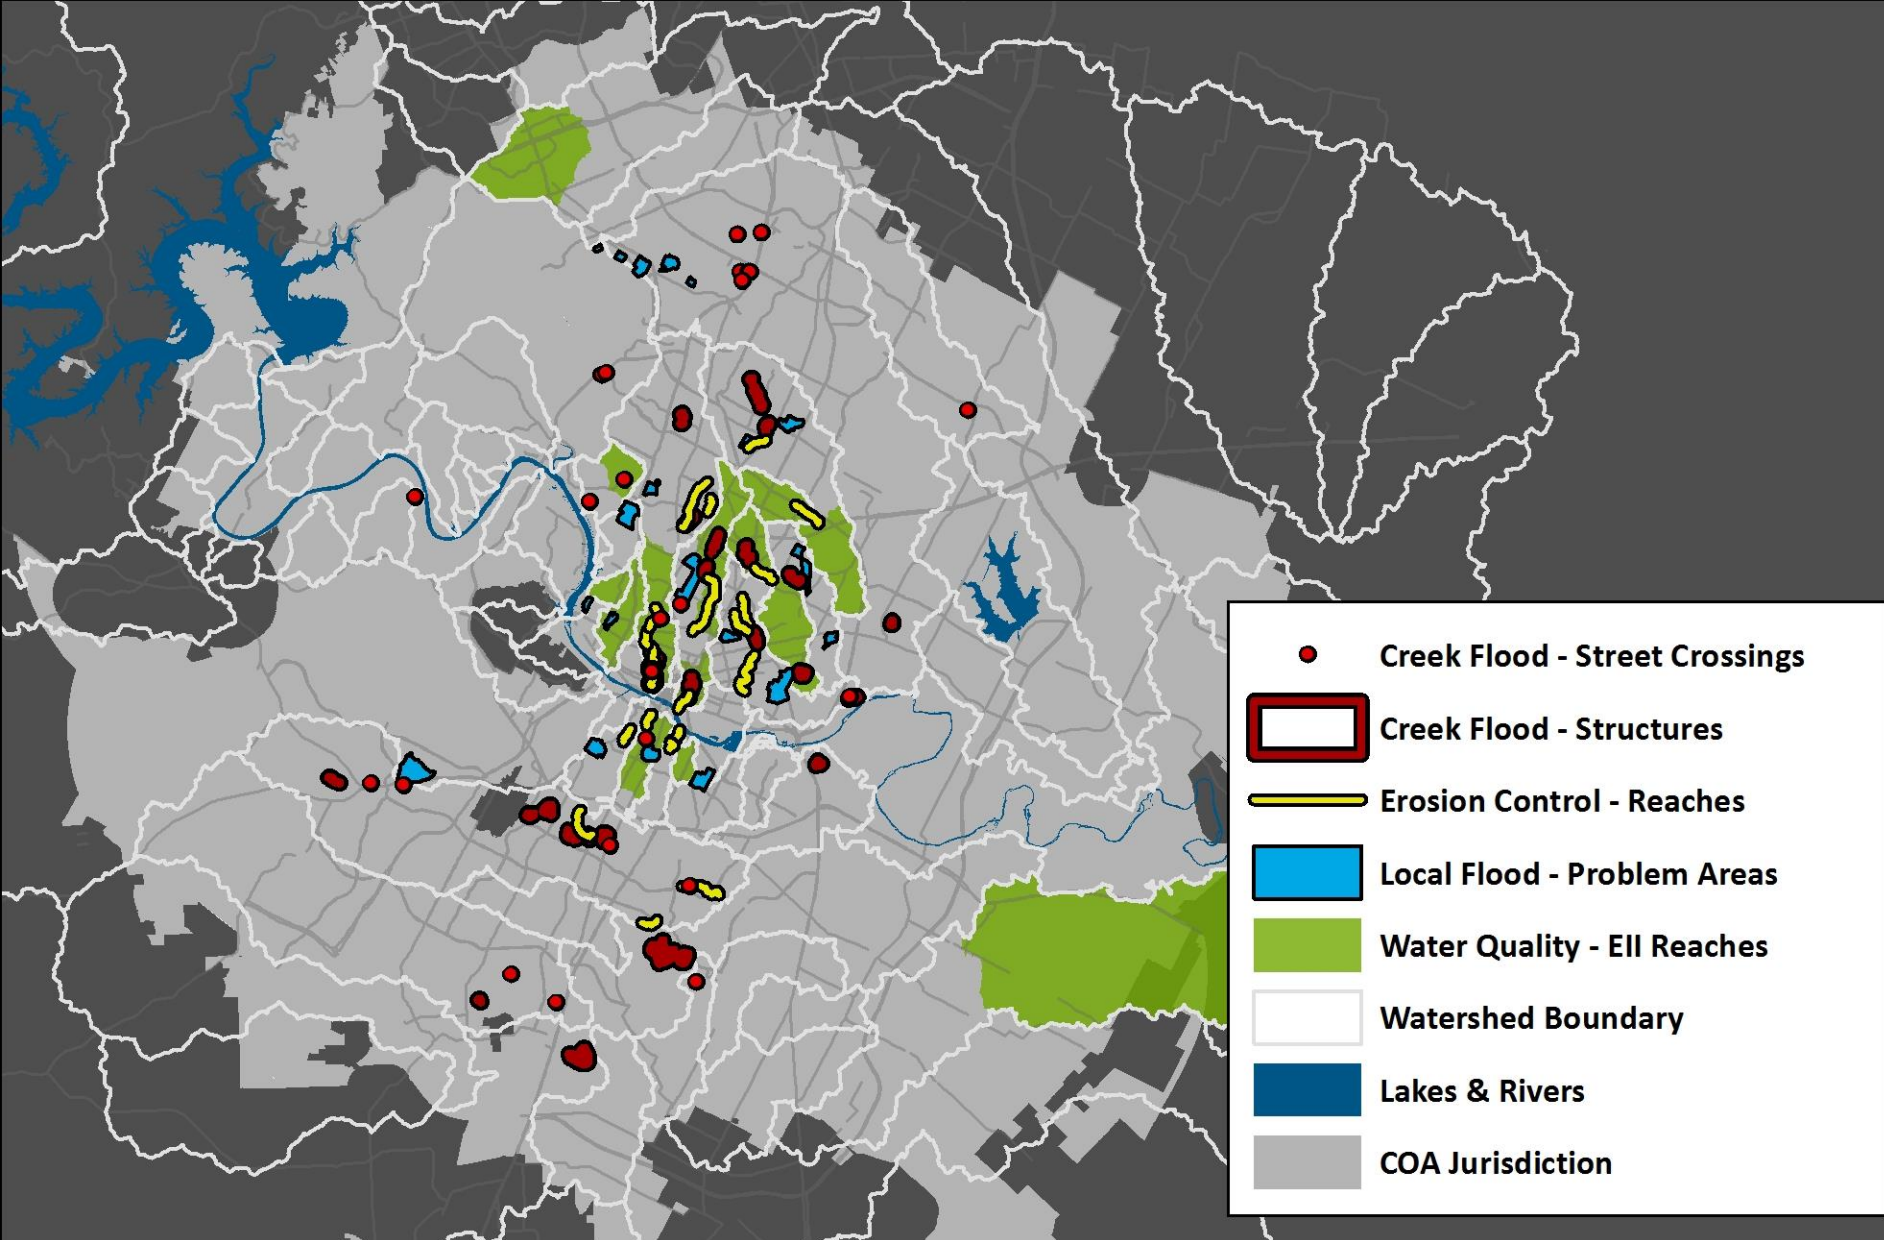 Creek Flood - Street Crossings
Creek Flood - Structures
Erosion Control - Reaches
Local Flood - Problem Areas
Water Quality - EII Reaches
Watershed Boundary
Lakes & Rivers
COA Jurisdiction